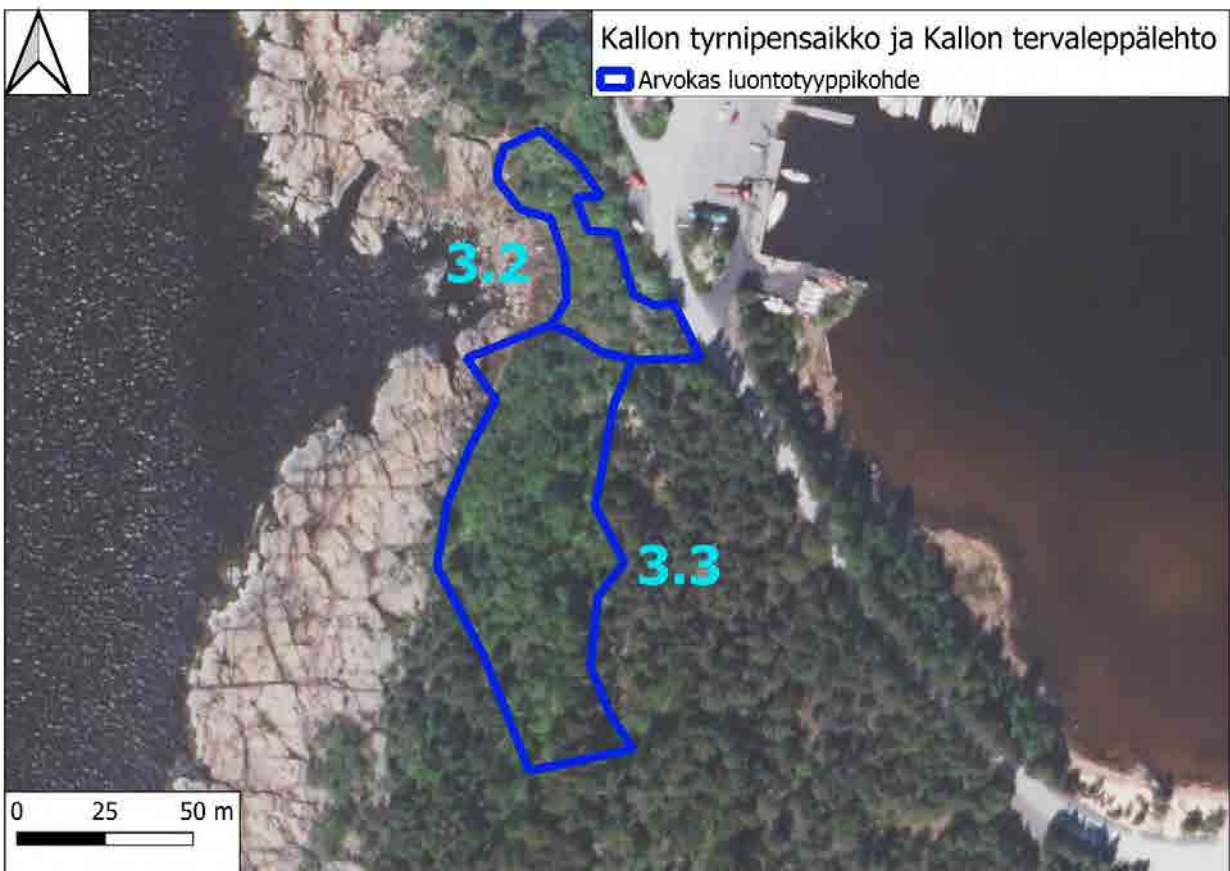 Kallon tyrnipensaikko ja Kallon tervaleppälehto
Arvokas luontotyyppikohde
3.2
3.3
0 25 50 m